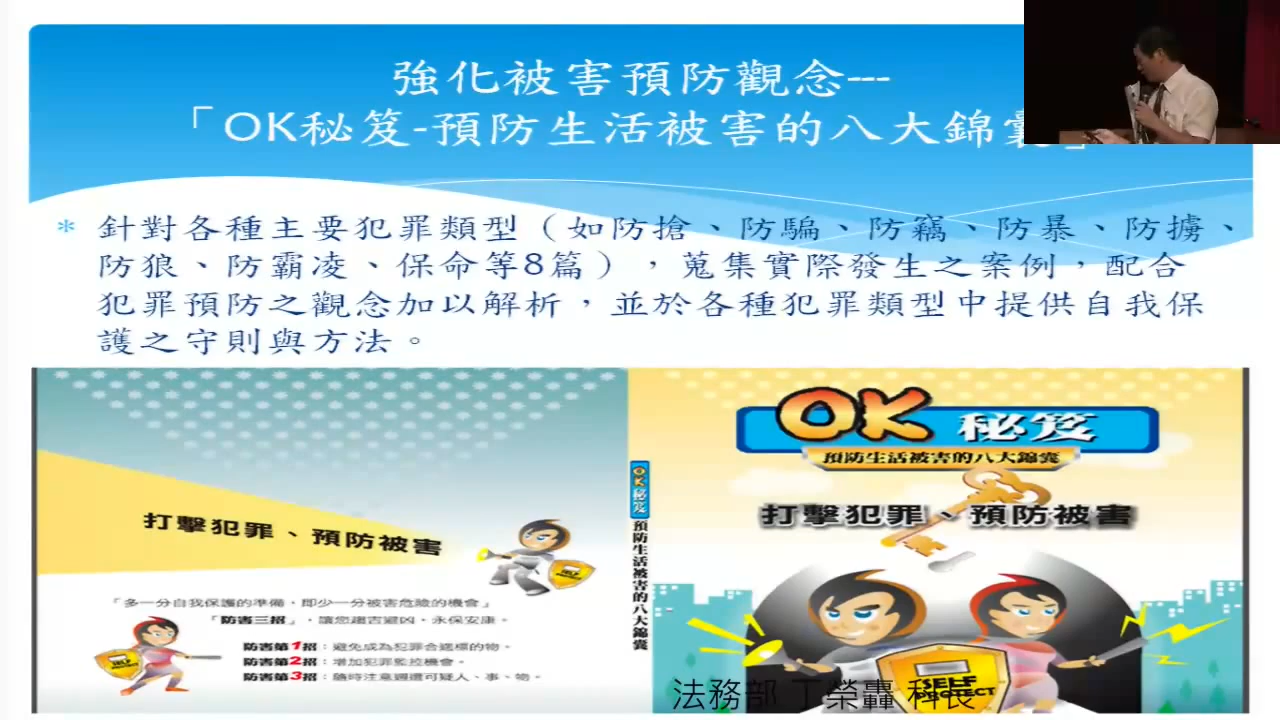 強化被害預防觀念---
「OK秘笈-預防生活被害的八大錦囊」
* 針對各種主要犯罪類型（如防搶、防騙、防竊、防暴、防擄、
防狼、防霸凌、保命等8篇），蒐集實際發生之案例，配合
犯罪預防之觀念加以解析，並於各種犯罪類型中提供自我保
護之守則與方法。
打擊犯罪、預防被害
「多一分自我保護的準備，即少一分被害危險的機會」
「防害三招」，讓您趨吉避凶，永保安康。
防害第1招：避免成為犯罪合適標的物。
防害第2招：增加犯罪監控機會。
防害第3招：隨時注意週遭可疑人、事、物。
SELF PROTECT
SELF PROTECT
OK秘笈 預防生活被害的八大錦囊
OK秘笈
預防生活被害的八大錦囊
打擊犯罪、預防被害
SELF
PROTECT
法務部 丁榮轟 科長